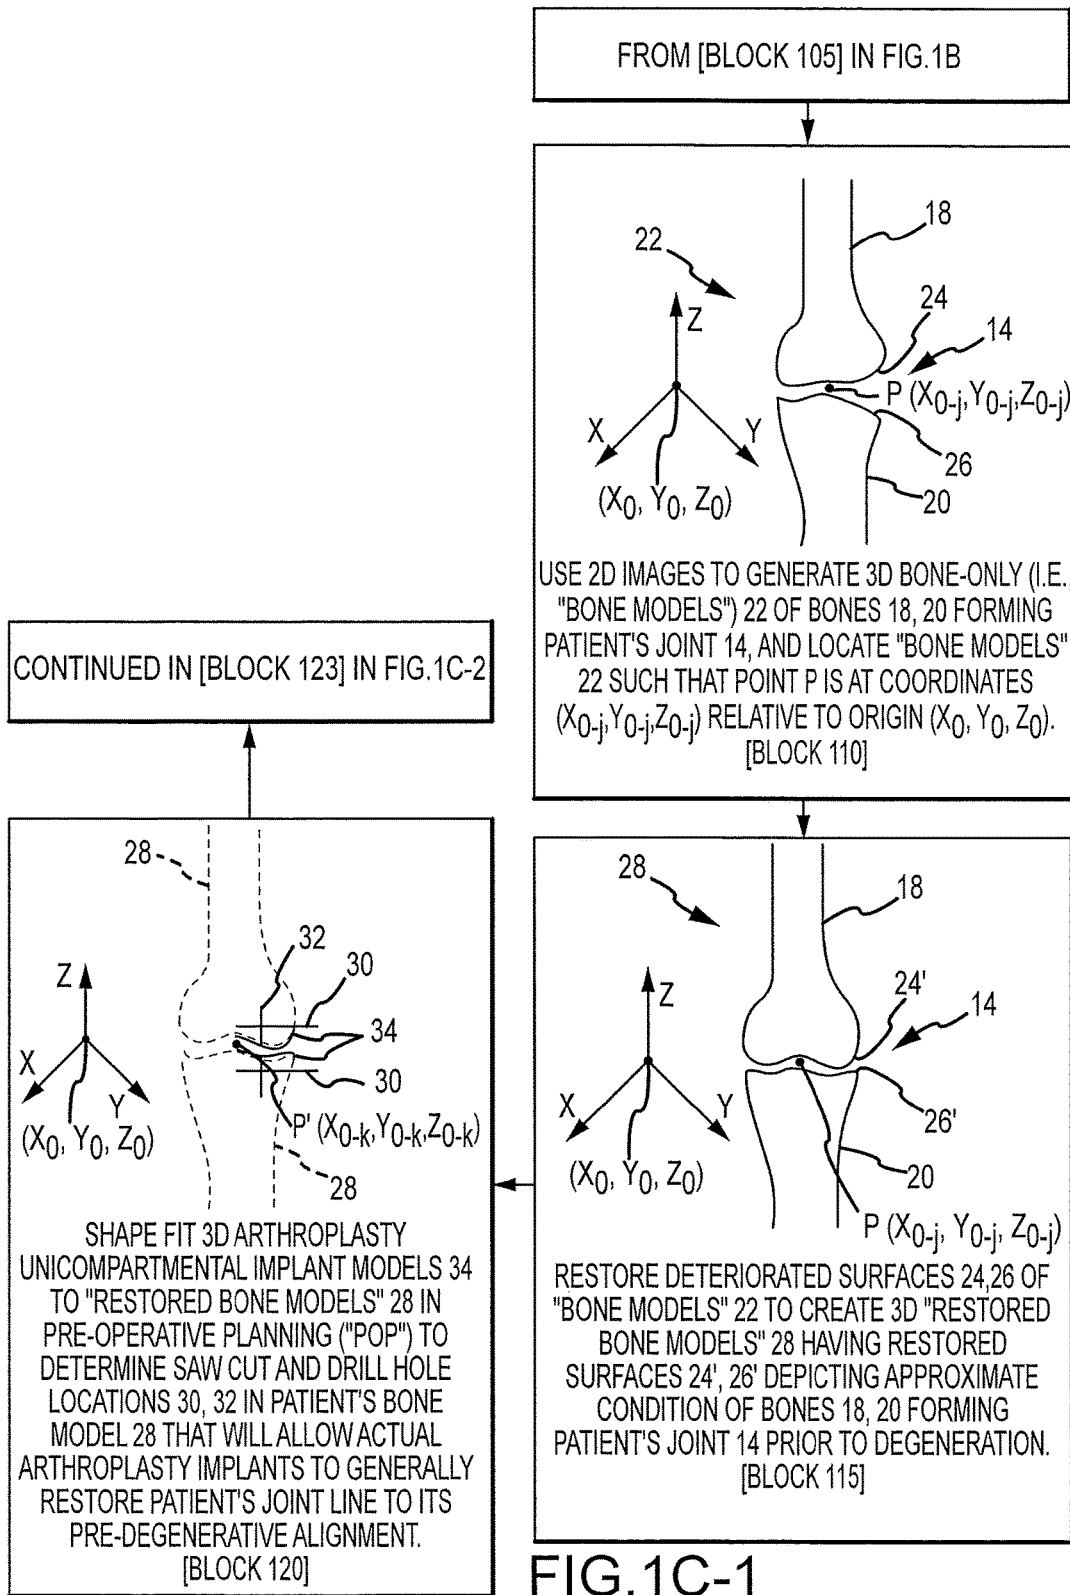 FROM [BLOCK 105] IN FIG.1B
18
22
24
14
Z
P (X0-j,Y0-j,Z0-j)
X
Y
26
(X0, Y0, Z0)
20
USE 2D IMAGES TO GENERATE 3D BONE-ONLY (I.E.,
"BONE MODELS") 22 OF BONES 18, 20 FORMING
PATIENT'S JOINT 14, AND LOCATE "BONE MODELS"
22 SUCH THAT POINT P IS AT COORDINATES
(X0-j,Y0-j,Z0-j) RELATIVE TO ORIGIN (X0, Y0, Z0).
[BLOCK 110]
28
18
24'
14
Z
X
Y
26'
(X0, Y0, Z0)
20
P (X0-j, Y0-j, Z0-j)
RESTORE DETERIORATED SURFACES 24,26 OF
"BONE MODELS" 22 TO CREATE 3D "RESTORED
BONE MODELS" 28 HAVING RESTORED
SURFACES 24', 26' DEPICTING APPROXIMATE
CONDITION OF BONES 18, 20 FORMING
PATIENT'S JOINT 14 PRIOR TO DEGENERATION.
[BLOCK 115]
28
32
30
Z
34
X
Y
30
(X0, Y0, Z0)
P' (X0-k,Y0-k,Z0-k)
28
SHAPE FIT 3D ARTHROPLASTY
UNICOMPARTMENTAL IMPLANT MODELS 34
TO "RESTORED BONE MODELS" 28 IN
PRE-OPERATIVE PLANNING ("POP") TO
DETERMINE SAW CUT AND DRILL HOLE
LOCATIONS 30, 32 IN PATIENT'S BONE
MODEL 28 THAT WILL ALLOW ACTUAL
ARTHROPLASTY IMPLANTS TO GENERALLY
RESTORE PATIENT'S JOINT LINE TO ITS
PRE-DEGENERATIVE ALIGNMENT.
[BLOCK 120]
CONTINUED IN [BLOCK 123] IN FIG.1C-2
FIG.1C-1